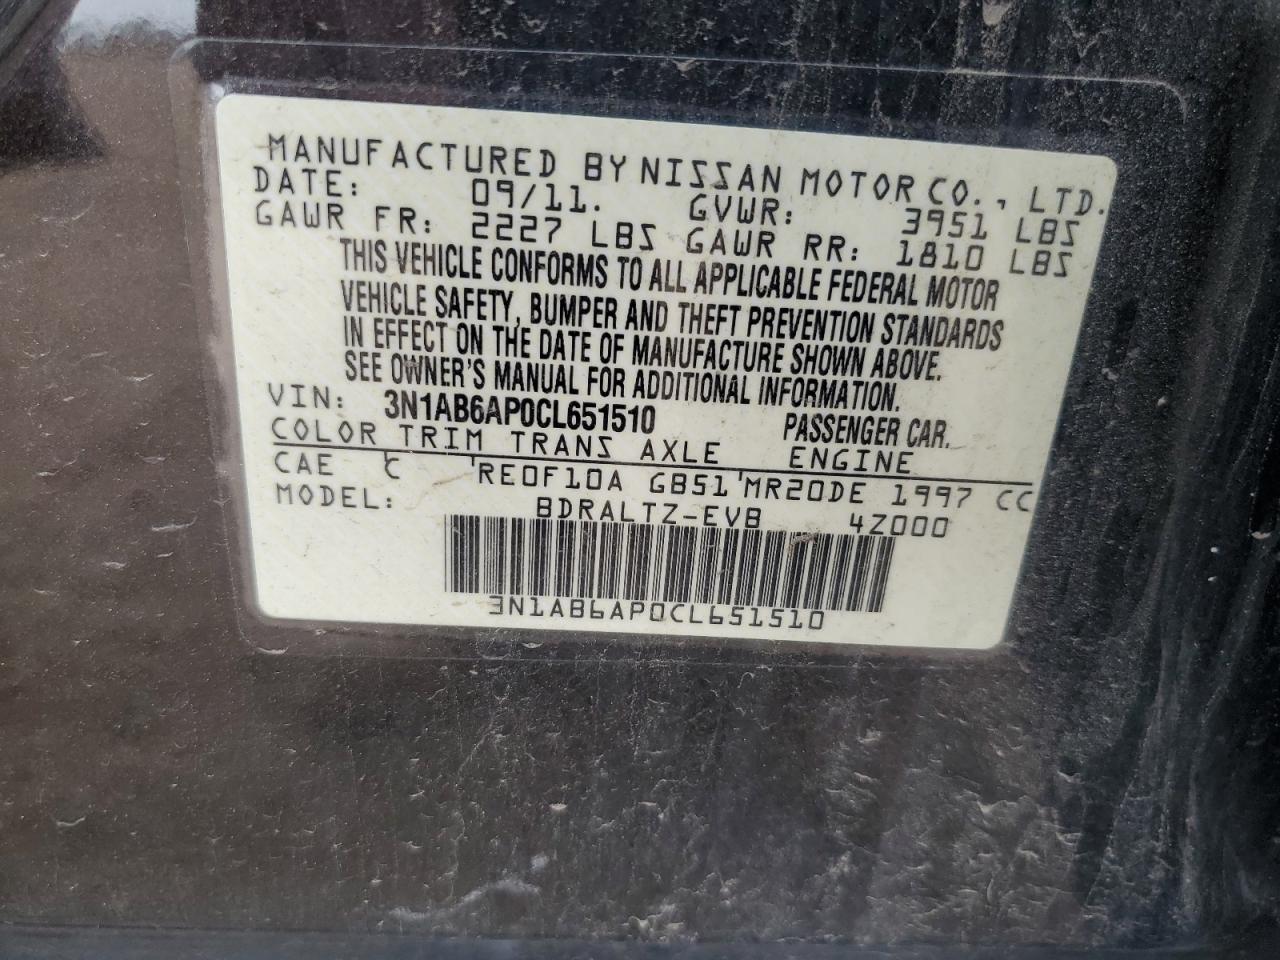 MANUFACTURED BY NISSAN MOTOR CO., LTD.
DATE: 09/11. GVWR: 3951 LBS
GAWR FR: 2227 LBS GAWR RR: 1810 LBS
THIS VEHICLE CONFORMS TO ALL APPLICABLE FEDERAL MOTOR
VEHICLE SAFETY, BUMPER AND THEFT PREVENTION STANDARDS
IN EFFECT ON THE DATE OF MANUFACTURE SHOWN ABOVE.
SEE OWNER'S MANUAL FOR ADDITIONAL INFORMATION.
VIN: 3N1AB6AP0CL651510 PASSENGER CAR.
COLOR TRIM TRANS AXLE ENGINE
CAE C 'RE0F10A GB51'MR20DE 1997 CC
MODEL: BDRALTZ-EVB 4Z000
3N1AB6AP0CL651510